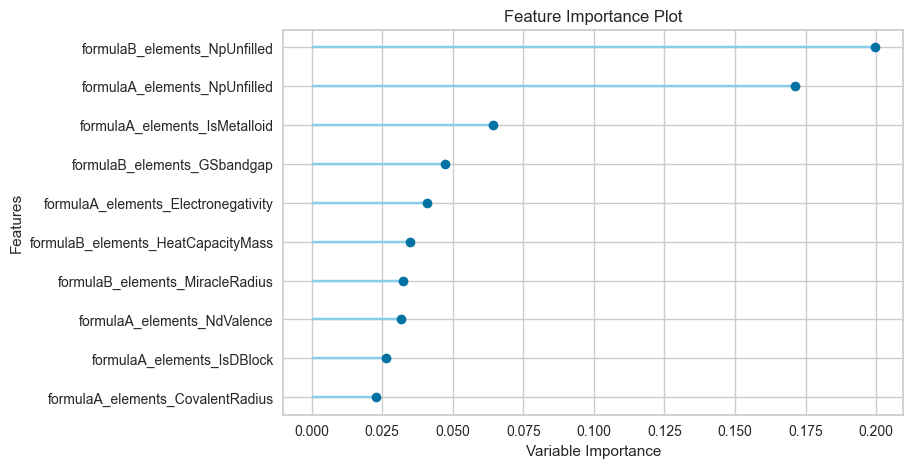 Feature Importance Plot
Features
formulaB_elements_NpUnfilled
formulaA_elements_NpUnfilled
formulaA_elements_IsMetalloid
formulaB_elements_GSbandgap
formulaA_elements_Electronegativity
formulaB_elements_HeatCapacityMass
formulaB_elements_MiracleRadius
formulaA_elements_NdValence
formulaA_elements_IsDBlock
formulaA_elements_CovalentRadius
0.000 0.025 0.050 0.075 0.100 0.125 0.150 0.175 0.200
Variable Importance